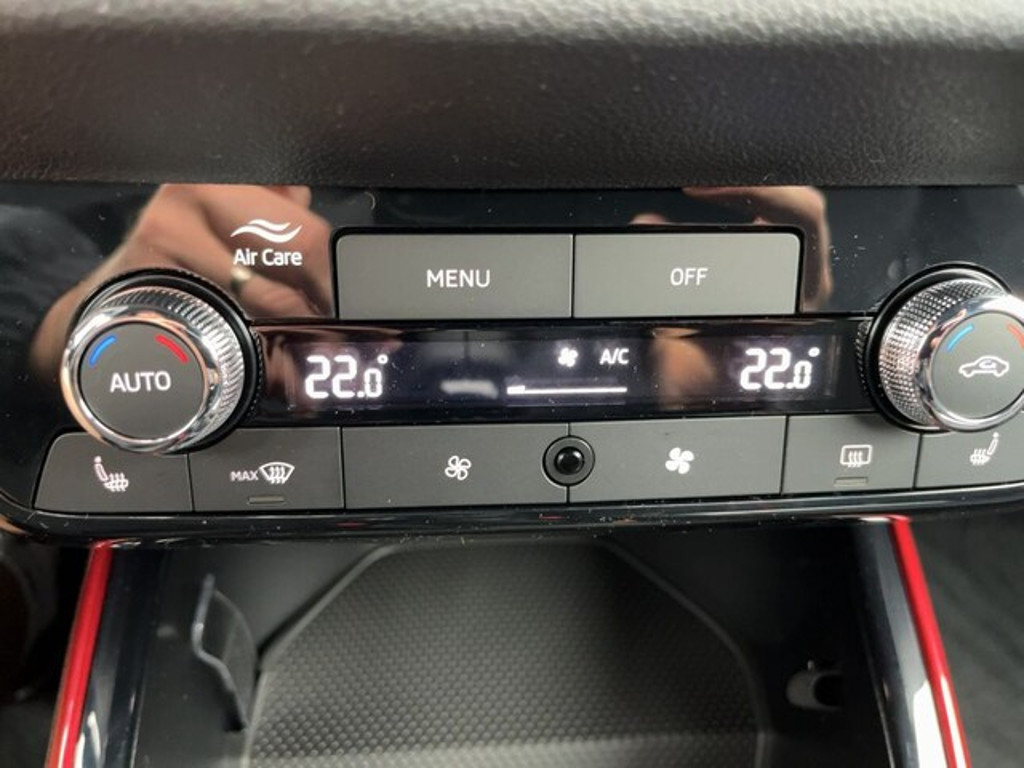 Air Care
MENU
OFF
AUTO
22.0°
A/C
22.0°
MAX